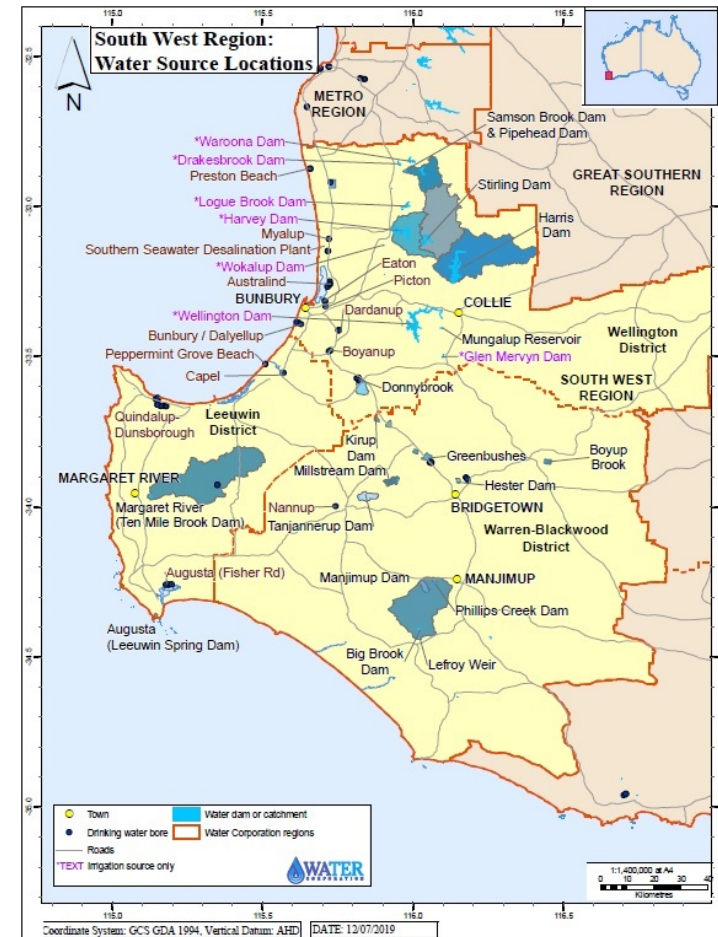 115.0 115.5 116.0 116.5
South West Region:
Water Source Locations
N
METRO
REGION
Samson Brook Dam
& Pipehead Dam
*Waroona Dam
*Drakesbrook Dam
Preston Beach
Stirling Dam
GREAT SOUTHERN
REGION
*Logue Brook Dam
*Harvey Dam
Harris
Dam
Myalup
Southern Seawater Desalination Plant
*Wokalup Dam
Eaton
Australind
Picton
BUNBURY
COLLIE
*Wellington Dam
Dardanup
Bunbury / Dalyellup
Mungalup Reservoir
Wellington
District
Peppermint Grove Beach
Boyanup
*Glen Mervyn Dam
Capel
SOUTH WEST
REGION
Donnybrook
Quindalup-
Dunsborough
Leeuwin
District
Kirup
Dam
Greenbushes
Boyup
Brook
Millstream Dam
MARGARET RIVER
Hester Dam
Margaret River
(Ten Mile Brook Dam)
Nannup
BRIDGETOWN
Tanjannerup Dam
Warren-Blackwood
District
Augusta (Fisher Rd)
Manjimup Dam
MANJIMUP
Phillips Creek Dam
Augusta
(Leeuwin Spring Dam)
Big Brook
Dam
Lefroy Weir
-32.5
-33.0
-33.5
-34.0
-34.5
-35.0
Town
Water dam or catchment
Drinking water bore
Water Corporation regions
Roads
*TEXT Irrigation source only
WATER
CORPORATION
1:1,400,000 at A4
0 10 20 30 40
Kilometres
115.0 115.5 116.0 116.5
Coordinate System: GCS GDA 1994, Vertical Datum: AHD
DATE: 12/07/2019